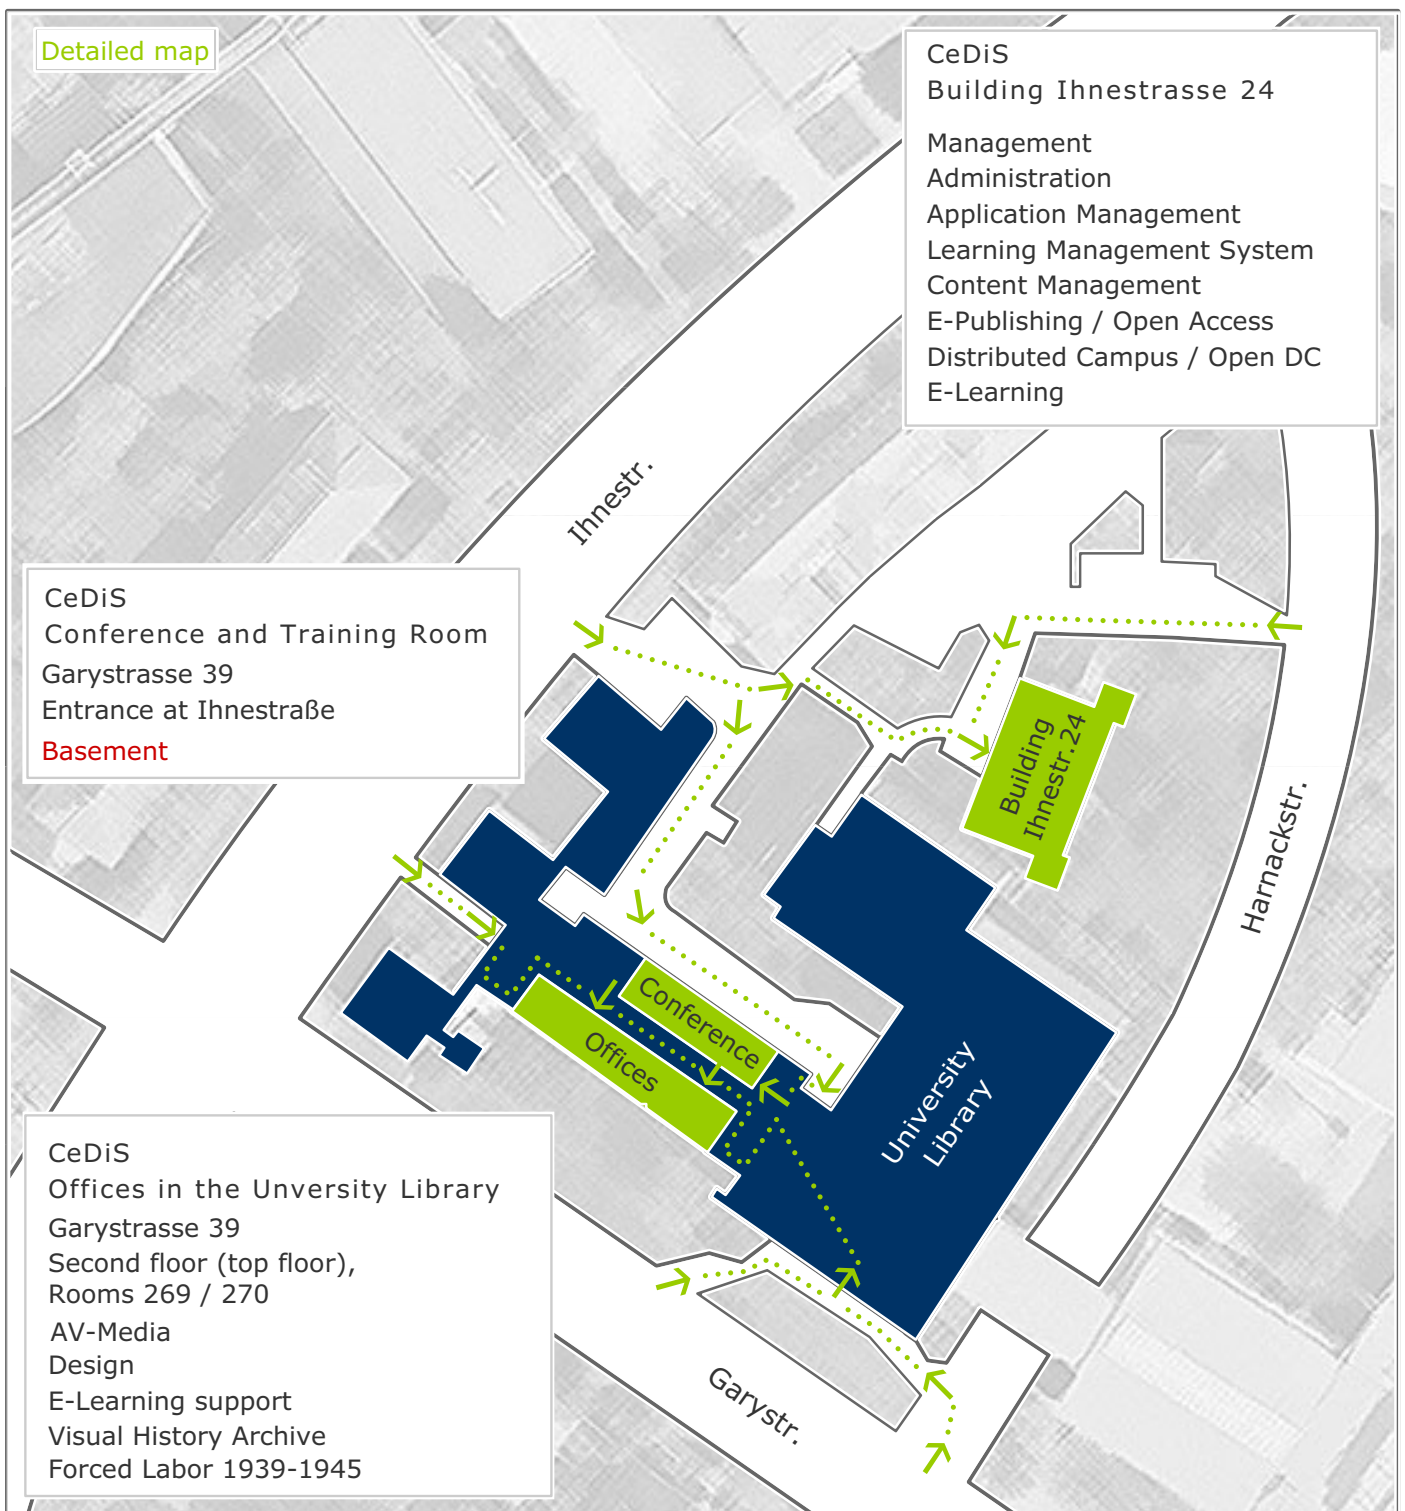 Detailed map
CeDiS
Building Ihnestrasse 24
Management
Administration
Application Management
Learning Management System
Content Management
E-Publishing / Open Access
Distributed Campus / Open DC
E-Learning
Ihnestr.
CeDiS
Conference and Training Room
Garystrasse 39
Entrance at Ihnestraße
Basement
Building
Ihnestr.24
Harnackstr.
Conference
Offices
University
Library
CeDiS
Offices in the Unversity Library
Garystrasse 39
Second floor (top floor),
Rooms 269 / 270
AV-Media
Design
E-Learning support
Visual History Archive
Forced Labor 1939-1945
Garystr.